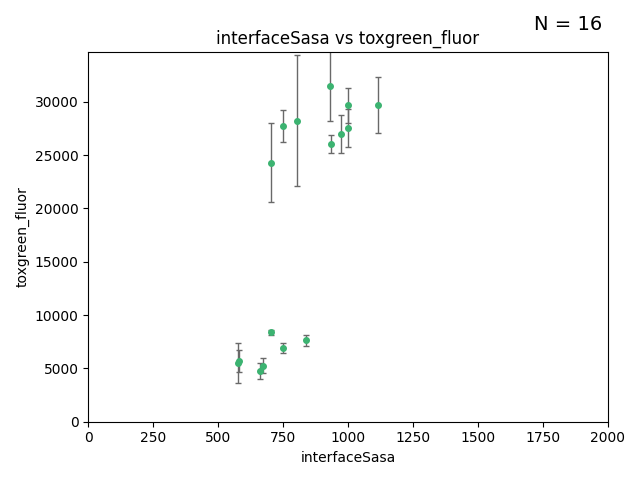 N = 16
interfaceSasa vs toxgreen_fluor
30000
25000
20000
15000
10000
5000
0
toxgreen_fluor
0 250 500 750 1000 1250 1500 1750 2000
interfaceSasa